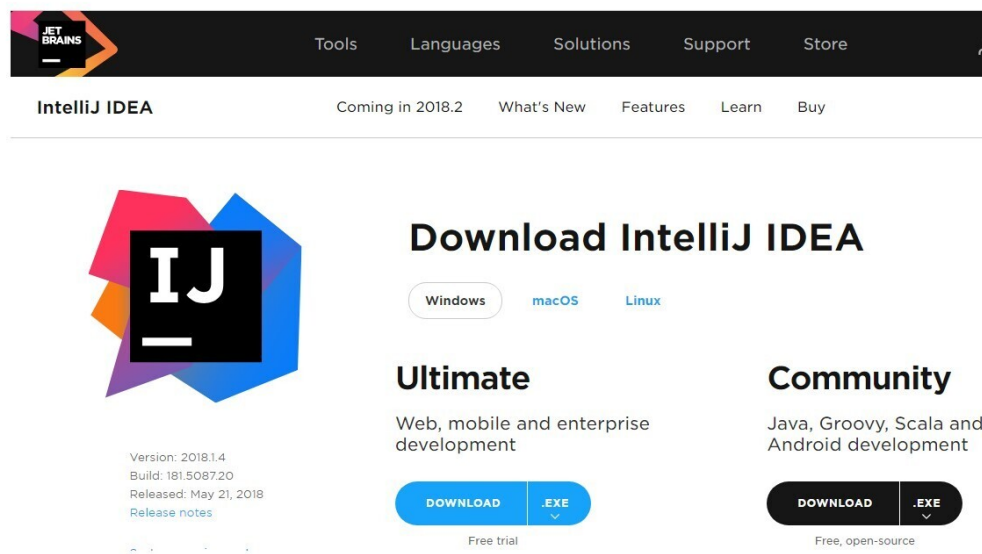 JET
BRAINS
Tools Languages Solutions Support Store
IntelliJ IDEA Coming in 2018.2 What's New Features Learn Buy
IJ
Download IntelliJ IDEA
Windows macOS Linux
Ultimate
Web, mobile and enterprise
development
DOWNLOAD .EXE
Free trial
Community
Java, Groovy, Scala and
Android development
DOWNLOAD .EXE
Free, open-source
Version: 2018.1.4
Build: 181.5087.20
Released: May 21, 2018
Release notes